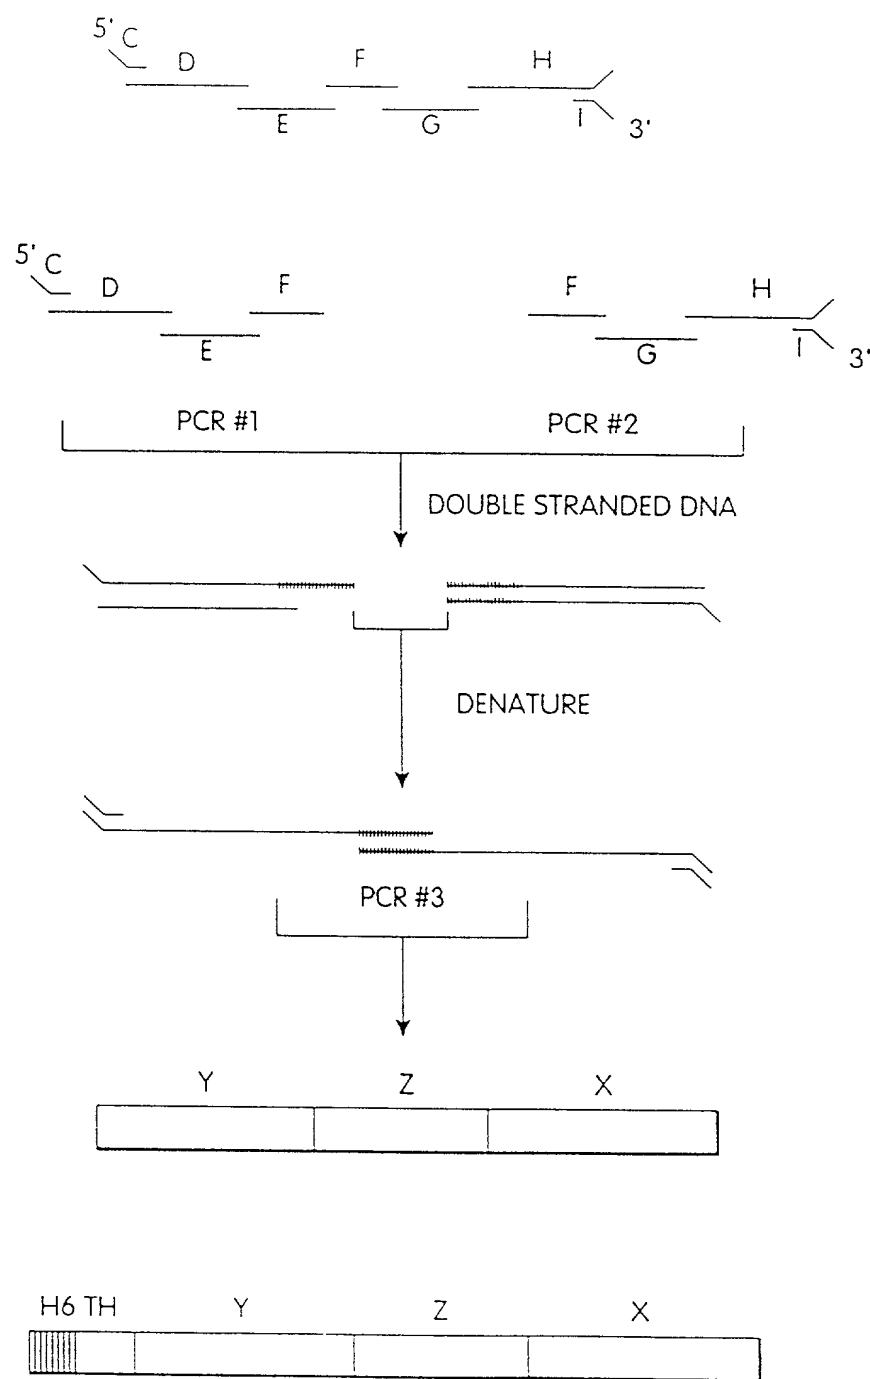 5' C D F H
E G I 3'
5' C D F F H
E G I 3'
PCR #1 PCR #2
DOUBLE STRANDED DNA
DENATURE
PCR #3
Y Z X
H6 TH Y Z X